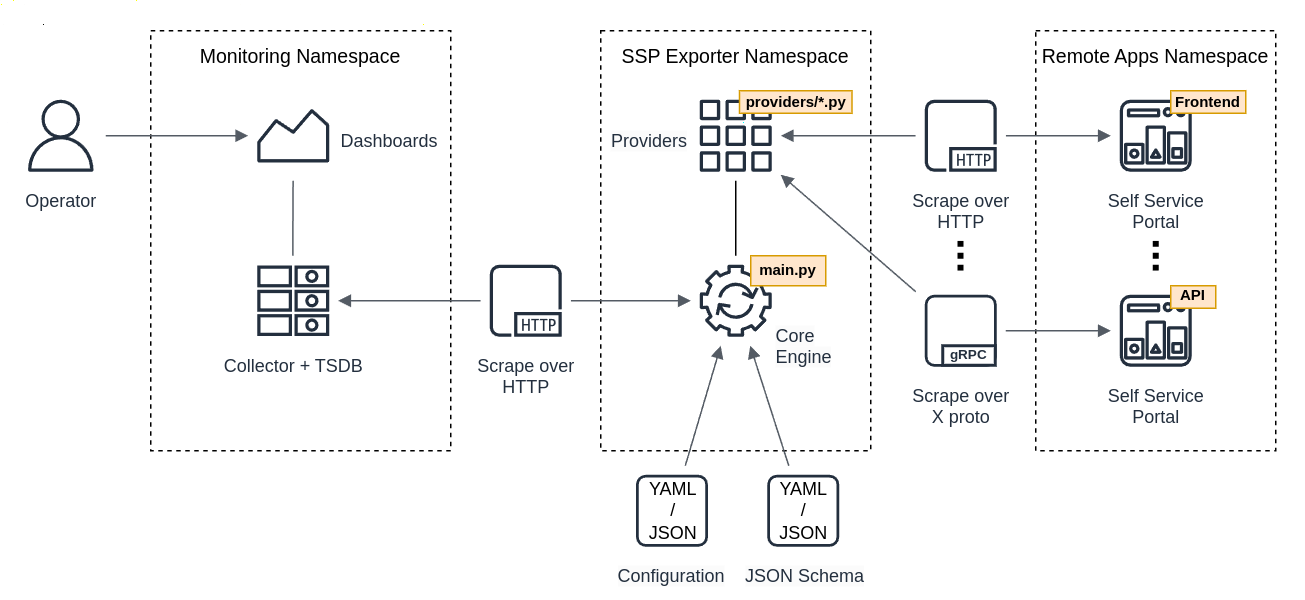 Monitoring Namespace
SSP Exporter Namespace
Remote Apps Namespace
Operator
Dashboards
Collector + TSDB
HTTP
Scrape over
HTTP
providers/*.py
Providers
main.py
Core
Engine
YAML
/
JSON
Configuration
YAML
/
JSON
JSON Schema
HTTP
Scrape over
HTTP
gRPC
Scrape over
X proto
Frontend
Self Service
Portal
API
Self Service
Portal